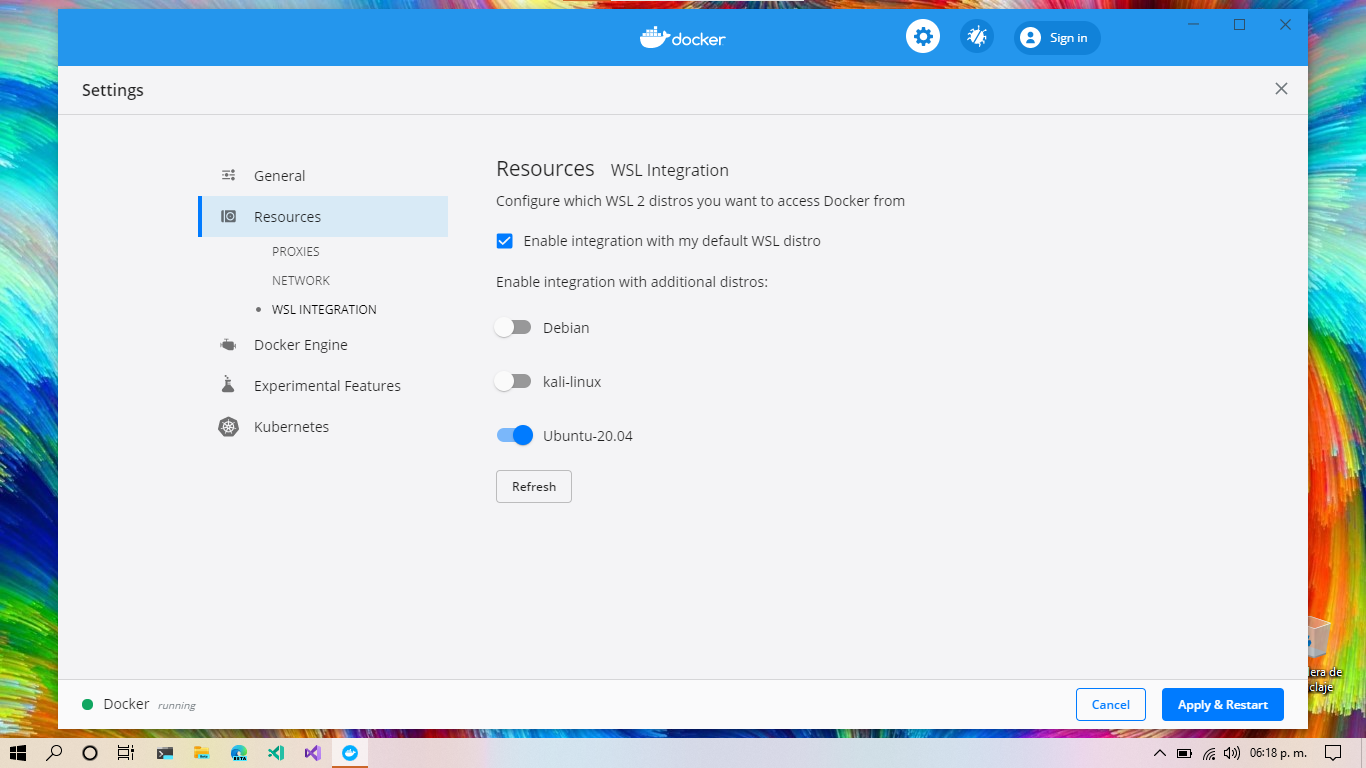 docker
Sign in
Settings
General
Resources
PROXIES
NETWORK
WSL INTEGRATION
Docker Engine
Experimental Features
Kubernetes
Resources WSL Integration
Configure which WSL 2 distros you want to access Docker from
Enable integration with my default WSL distro
Enable integration with additional distros:
Debian
kali-linux
Ubuntu-20.04
Refresh
Docker running
Cancel
Apply & Restart
lera de
claje
BETA
06:18 p. m.